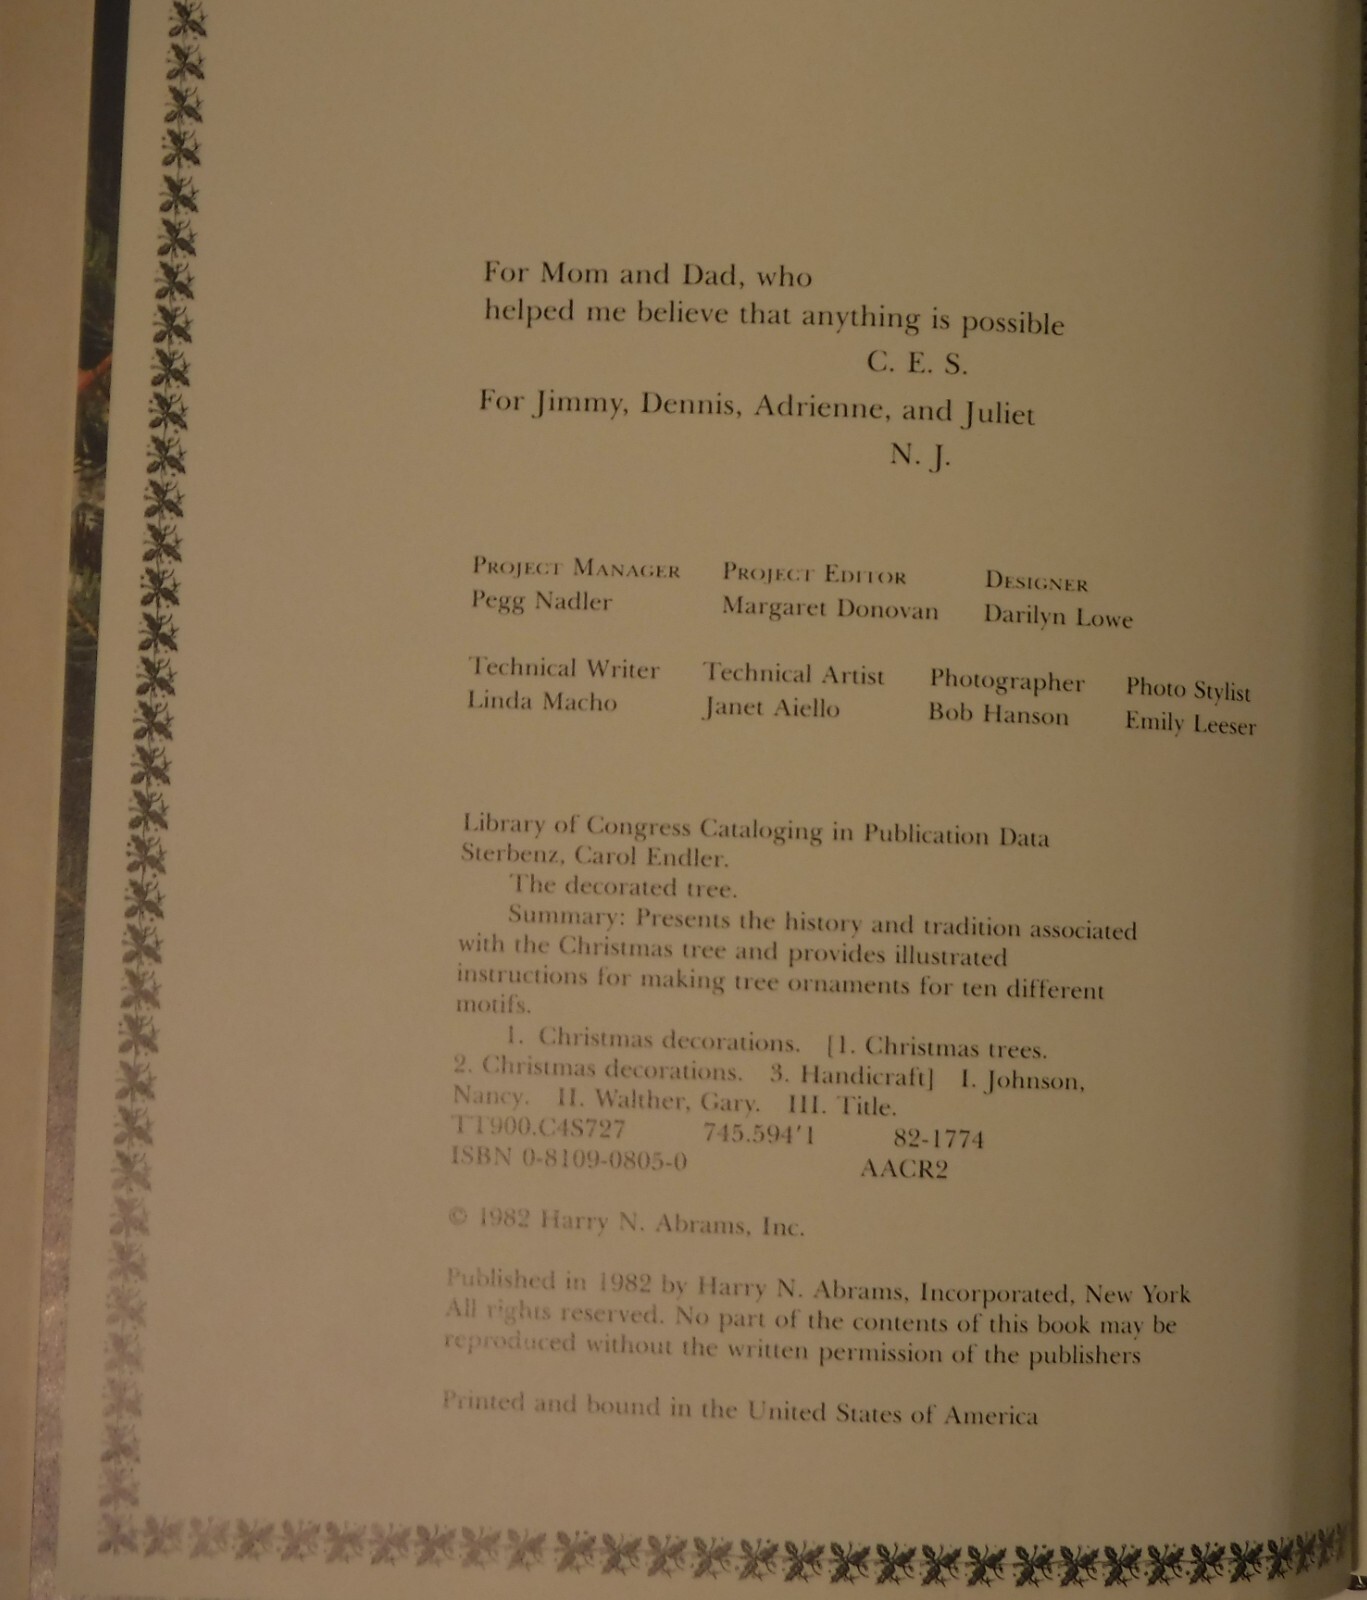 For Mom and Dad, who
helped me believe that anything is possible
C. E. S.
For Jimmy, Dennis, Adrienne, and Juliet
N. J.
PROJECT MANAGER PROJECT EDITOR DESIGNER
Pegg Nadler Margaret Donovan Darilyn Lowe
Technical Writer Technical Artist Photographer Photo Stylist
Linda Macho Janet Aiello Bob Hanson Emily Leeser
Library of Congress Cataloging in Publication Data
Sterbenz, Carol Endler.
The decorated tree.
Summary: Presents the history and tradition associated
with the Christmas tree and provides illustrated
instructions for making tree ornaments for ten different
motifs.
1. Christmas decorations. [1. Christmas trees.
2. Christmas decorations. 3. Handicraft] I. Johnson,
Nancy. II. Walther, Gary. III. Title.
TT900.C4S727 745.594'1 82-1774
ISBN 0-8109-0805-0 AACR2
© 1982 Harry N. Abrams, Inc.
Published in 1982 by Harry N. Abrams, Incorporated, New York
All rights reserved. No part of the contents of this book may be
reproduced without the written permission of the publishers
Printed and bound in the United States of America